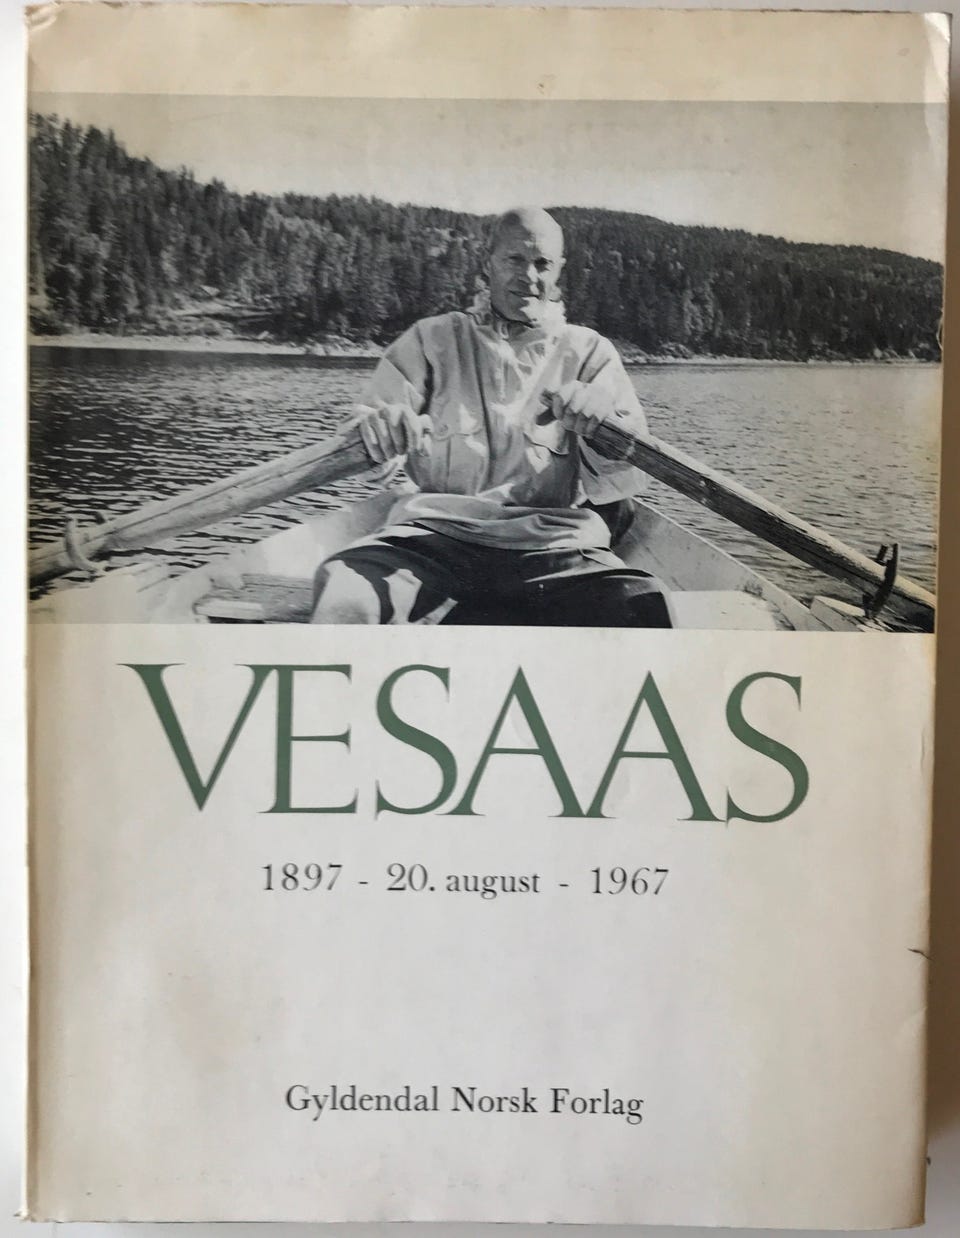 VESAAS
1897 - 20. august - 1967
Gyldendal Norsk Forlag